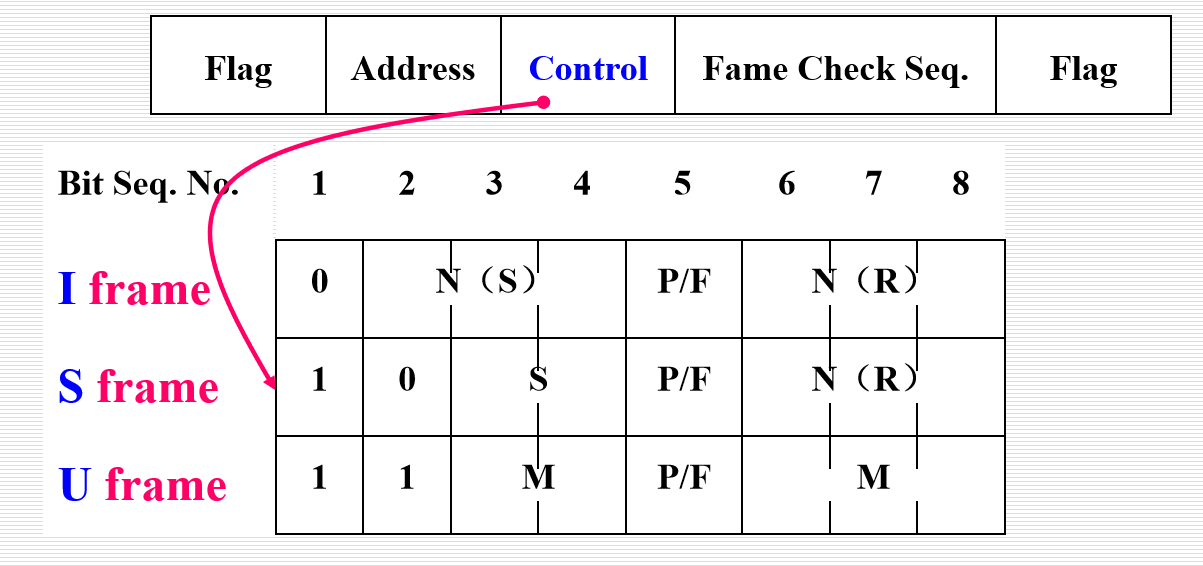 Flag Address Control Fame Check Seq. Flag
Bit Seq. No. 1 2 3 4 5 6 7 8
I frame 0 N（S） P/F N（R）
S frame 1 0 S P/F N（R）
U frame 1 1 M P/F M